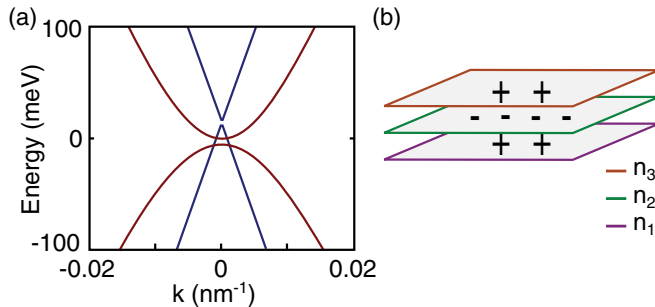 (a)
100
0
-100
Energy (meV)
-0.02
0
0.02
k (nm⁻¹)
(b)
+ +
- - - -
+ +
n₃
n₂
n₁